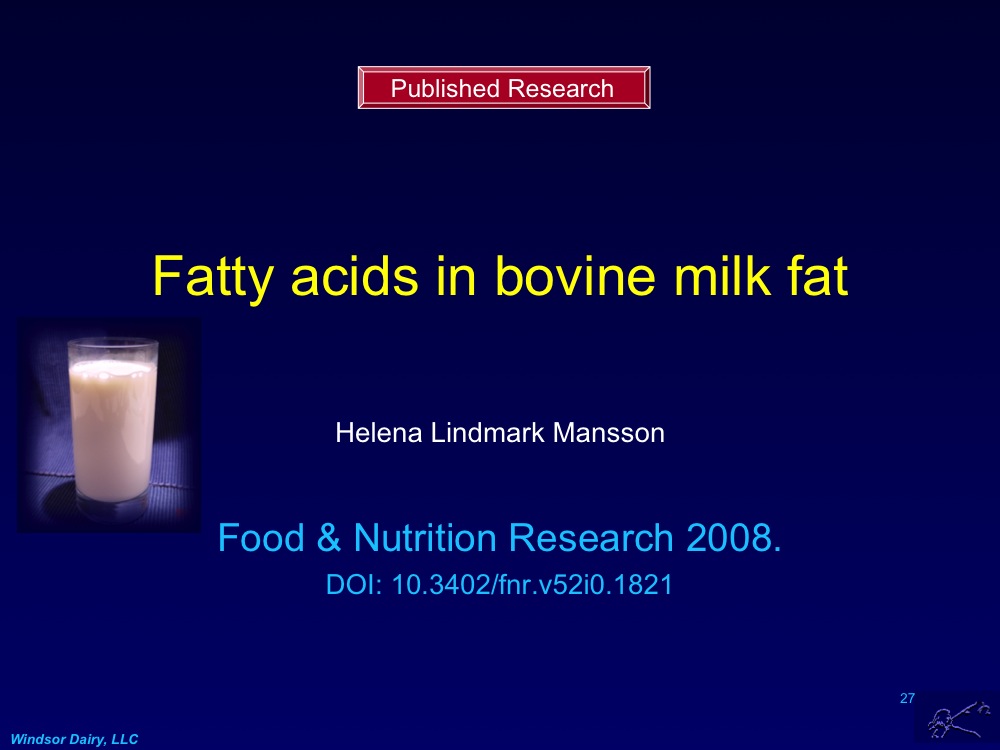 Published Research
Fatty acids in bovine milk fat
Helena Lindmark Mansson
Food & Nutrition Research 2008.
DOI: 10.3402/fnr.v52i0.1821
27
Windsor Dairy, LLC